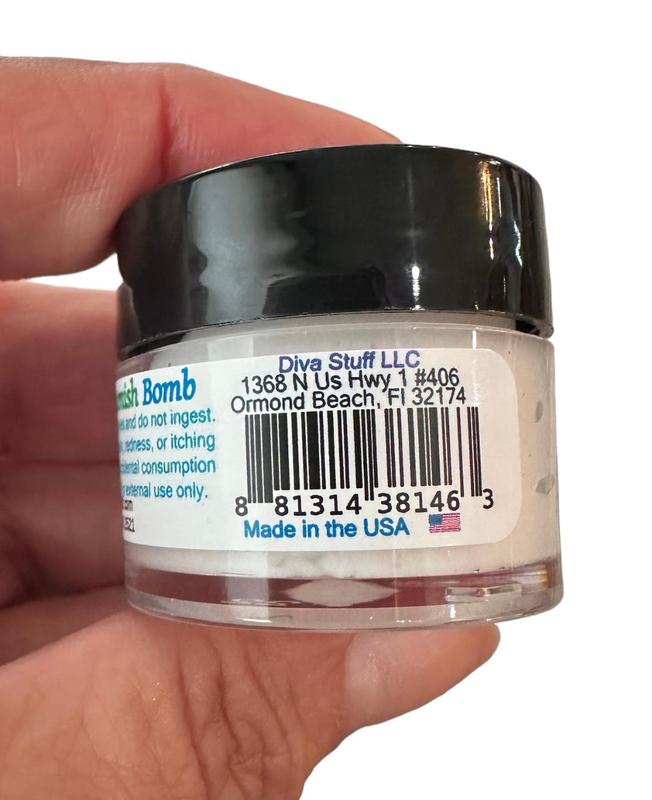 Bomb
and do not ingest.
redness, or itching
consumption
external use only.
Diva Stuff LLC
1368 N Us Hwy 1 #406
Ormond Beach, Fl 32174
8 81314 38146 3
Made in the USA